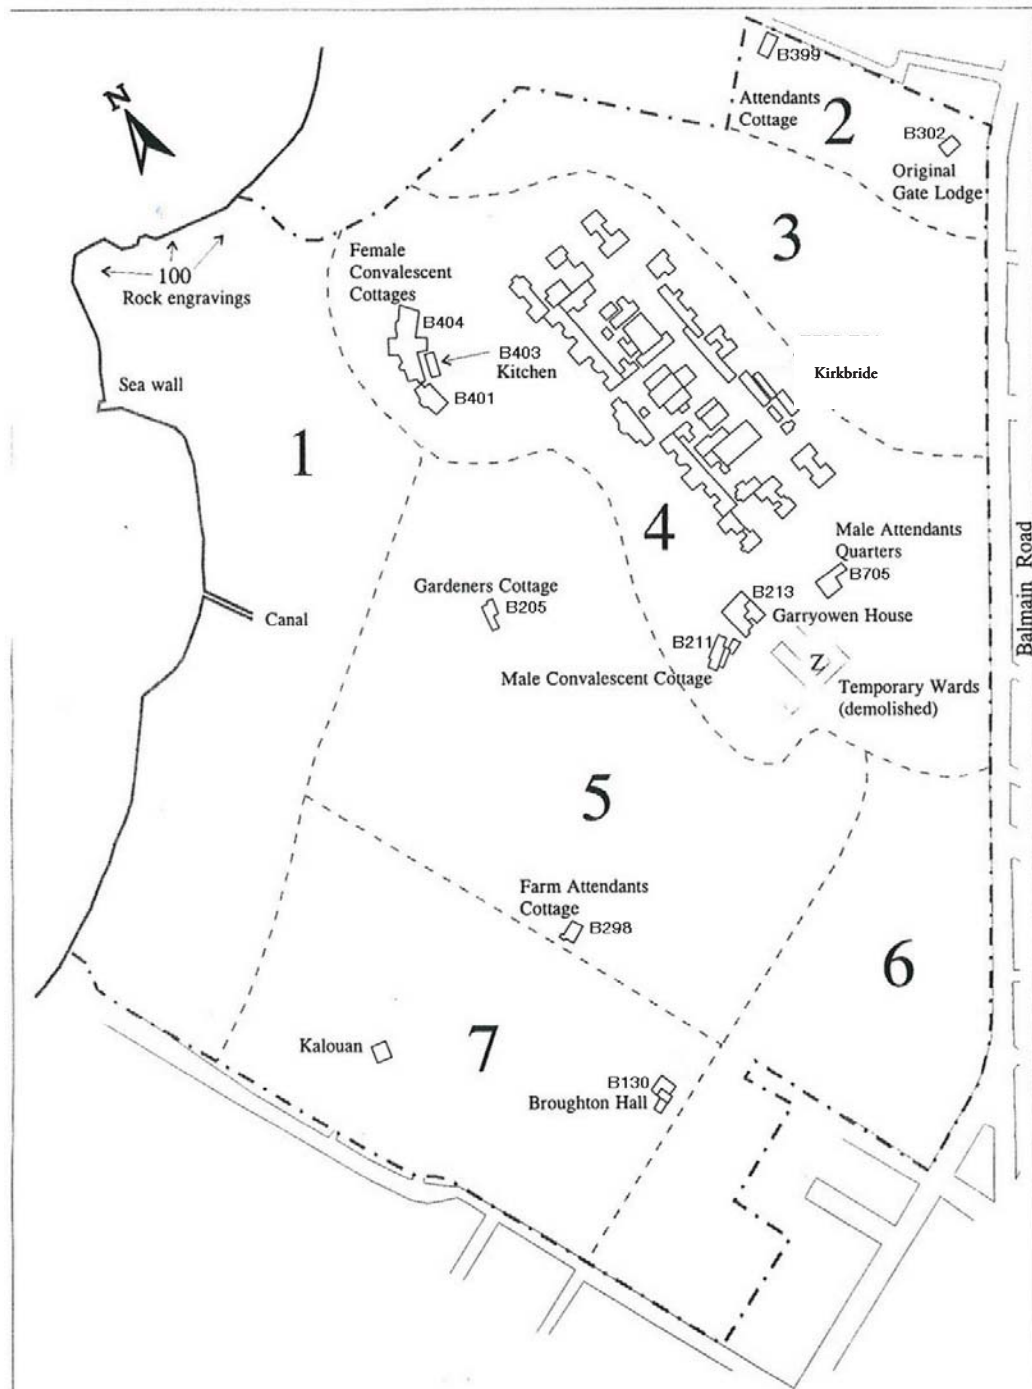 B399
N
Attendants
Cottage
2
B302
Original
Gate Lodge
3
Female
Convalescent
Cottages
100
Rock engravings
B404
B403
Kitchen
Kirkbride
Sea wall
B401
1
4
Male Attendants
Quarters
B705
Balmain Road
Gardeners Cottage
B205
B213
Garryowen House
Canal
B211
Z
Male Convalescent Cottage
Temporary Wards
(demolished)
5
Farm Attendants
Cottage
B298
6
7
Kalouan
B130
Broughton Hall